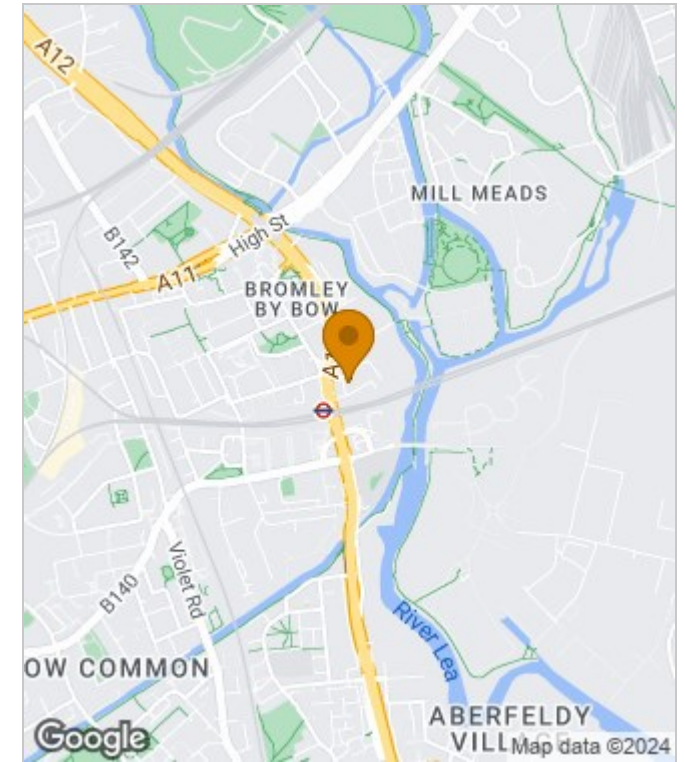 A12
MILL MEADS
B142
High St
A11
BROMLEY
BY BOW
Violet Rd
B140
River Lea
OW COMMON
ABERFELDY
Google
Map data ©2024